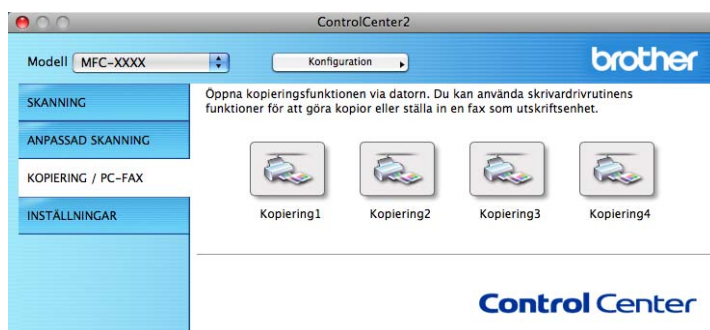 ControlCenter2
Modell MFC-XXXX Konfiguration brother
SKANNING
ANPASSAD SKANNING
KOPIERING / PC-FAX
INSTÄLLNINGAR
Öppna kopieringsfunktionen via datorn. Du kan använda skrivardrivrutinens
funktioner för att göra kopior eller ställa in en fax som utskriftsenhet.
Kopiering1 Kopiering2 Kopiering3 Kopiering4
Control Center